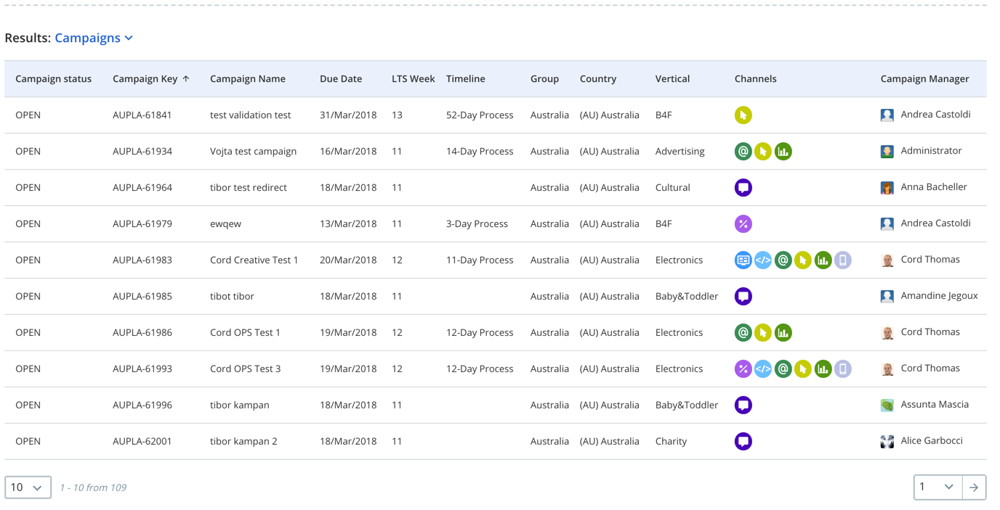 Results: Campaigns
Campaign status Campaign Key Campaign Name Due Date LTS Week Timeline Group Country Vertical Channels Campaign Manager
OPEN AUPLA-61841 test validation test 31/Mar/2018 13 52-Day Process Australia (AU) Australia B4F Andrea Castoldi
OPEN AUPLA-61934 Vojta test campaign 16/Mar/2018 11 14-Day Process Australia (AU) Australia Advertising @ Administrator
OPEN AUPLA-61964 tibor test redirect 18/Mar/2018 11 Australia (AU) Australia Cultural Anna Bacheller
OPEN AUPLA-61979 ewqew 13/Mar/2018 11 3-Day Process Australia (AU) Australia B4F % Andrea Castoldi
OPEN AUPLA-61983 Cord Creative Test 1 20/Mar/2018 12 11-Day Process Australia (AU) Australia Electronics </> @ Cord Thomas
OPEN AUPLA-61985 tibot tibor 18/Mar/2018 11 Australia (AU) Australia Baby&Toddler Amandine Jegoux
OPEN AUPLA-61986 Cord OPS Test 1 19/Mar/2018 12 12-Day Process Australia (AU) Australia Electronics @ Cord Thomas
OPEN AUPLA-61993 Cord OPS Test 3 19/Mar/2018 12 12-Day Process Australia (AU) Australia Electronics % </> @ Cord Thomas
OPEN AUPLA-61996 tibor kampan 18/Mar/2018 11 Australia (AU) Australia Baby&Toddler Assunta Mascia
OPEN AUPLA-62001 tibor kampan 2 18/Mar/2018 11 Australia (AU) Australia Charity Alice Garbocci
10 1 - 10 from 109 1